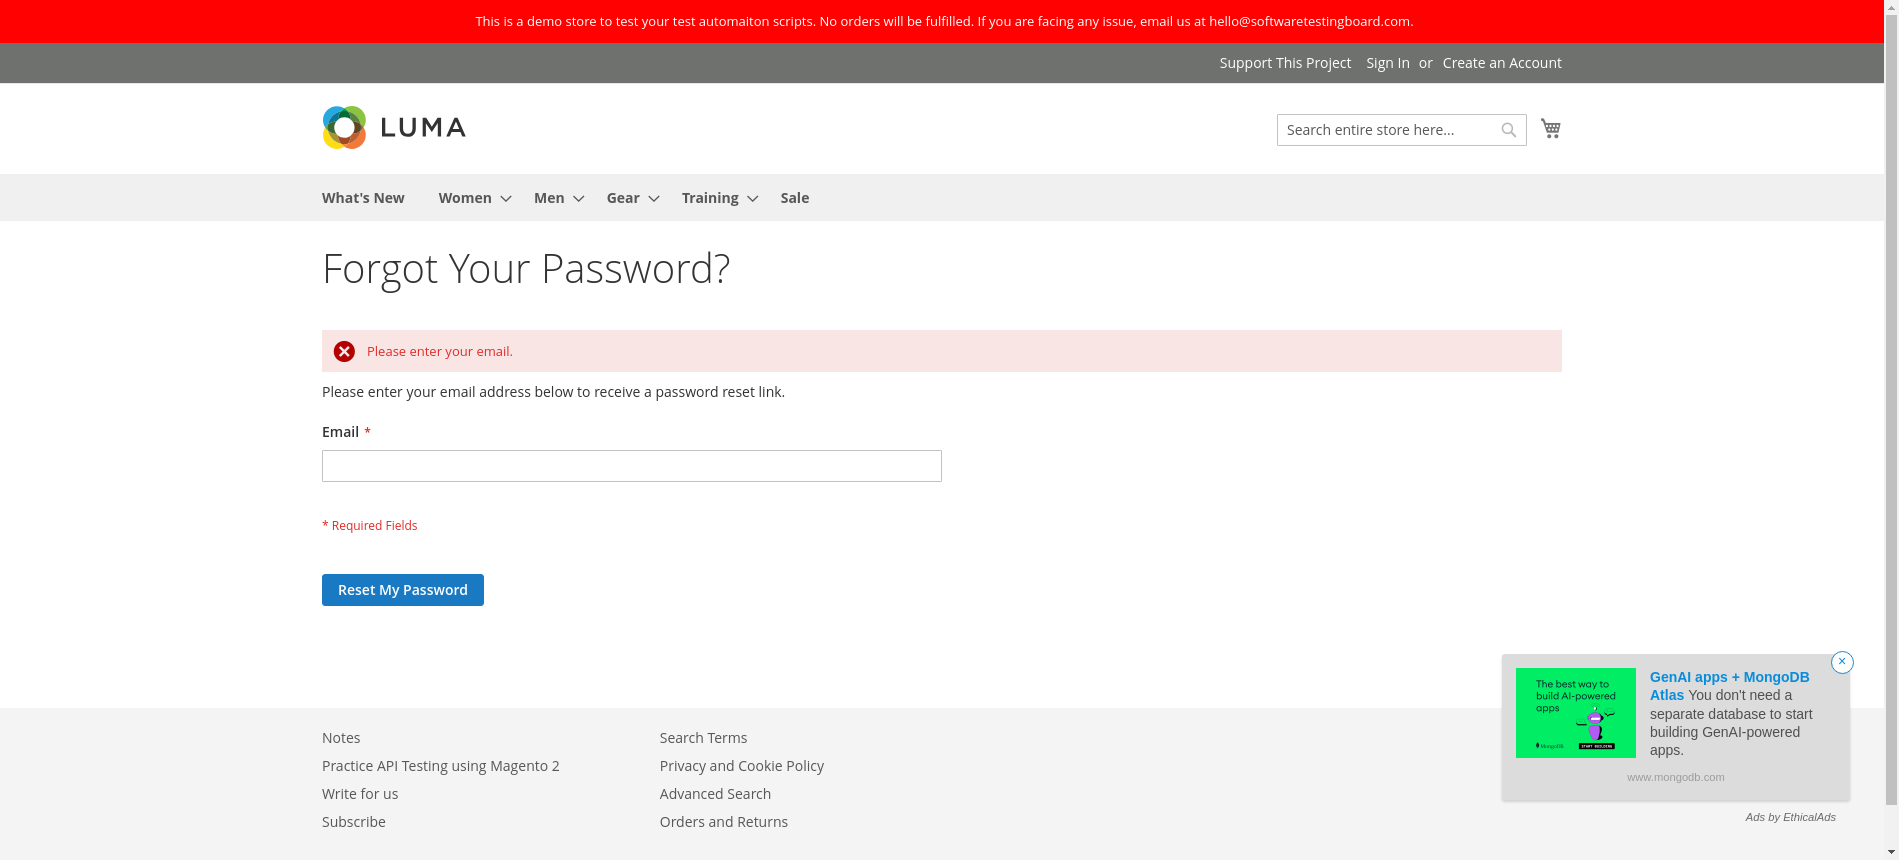 This is a demo store to test your test automaiton scripts. No orders will be fulfilled. If you are facing any issue, email us at hello@softwaretestingboard.com.
Support This Project Sign In or Create an Account
LUMA
Search entire store here...
What's New Women Men Gear Training Sale
Forgot Your Password?
Please enter your email.
Please enter your email address below to receive a password reset link.
Email *
* Required Fields
Reset My Password
The best way to
build AI-powered
apps
MongoDB
START BUILDING
GenAI apps + MongoDB
Atlas You don't need a
separate database to start
building GenAI-powered
apps.
www.mongodb.com
Ads by EthicalAds
Notes
Practice API Testing using Magento 2
Write for us
Subscribe
Search Terms
Privacy and Cookie Policy
Advanced Search
Orders and Returns